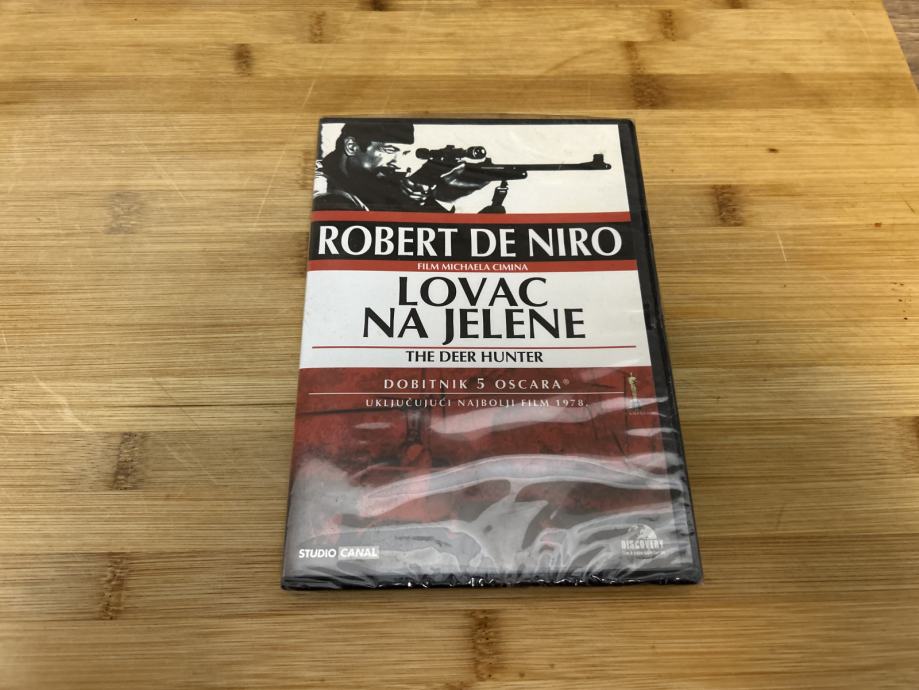 ROBERT DE NIRO
FILM MICHAELA CIMINA
LOVAC
NA JELENE
THE DEER HUNTER
DOBITNIK 5 OSCARA®
UKLJUČUJUĆI NAJBOLJI FILM 1978.
STUDIO CANAL
DISCOVERY